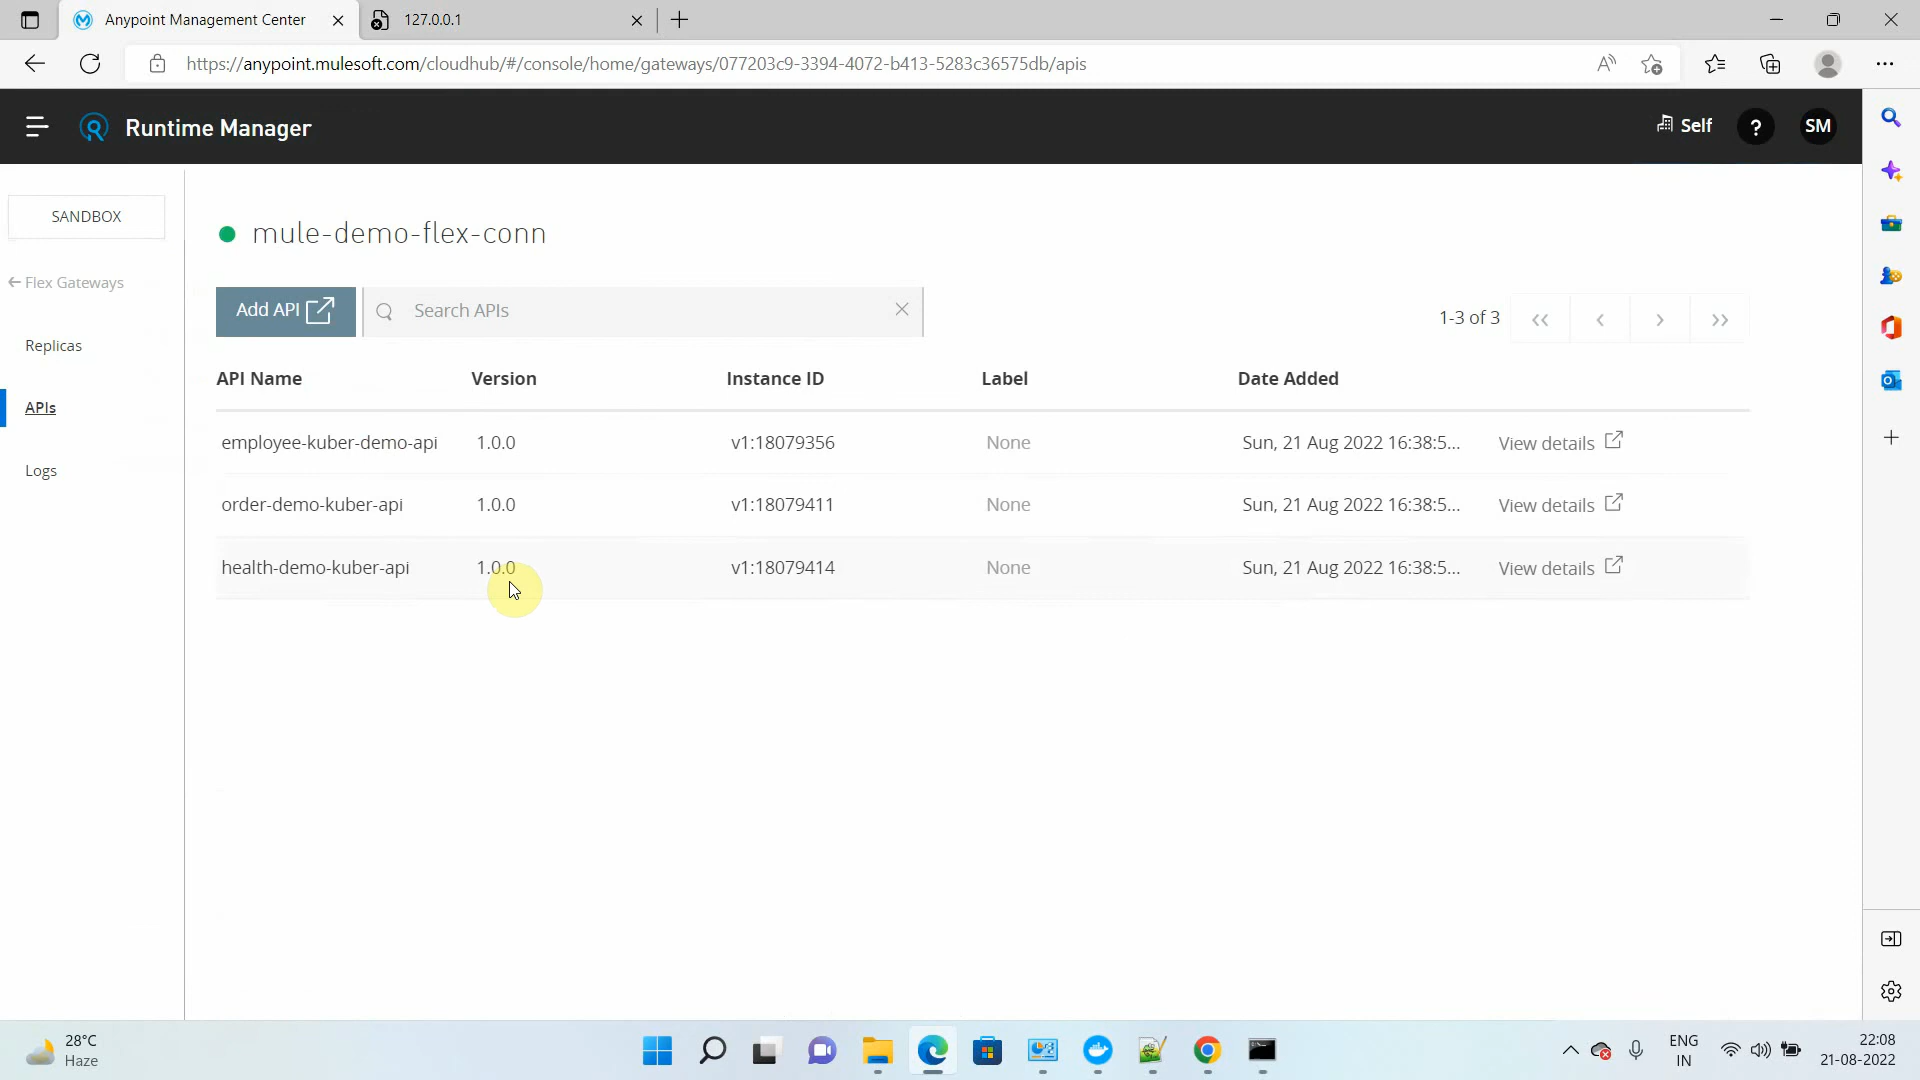 Anypoint Management Center
127.0.0.1
https://anypoint.mulesoft.com/cloudhub/#/console/home/gateways/077203c9-3394-4072-b413-5283c36575db/apis
Runtime Manager
Self
?
SM
SANDBOX
Flex Gateways
Replicas
APIs
Logs
mule-demo-flex-conn
Add API
Search APIs
1-3 of 3
API Name Version Instance ID Label Date Added
employee-kuber-demo-api 1.0.0 v1:18079356 None Sun, 21 Aug 2022 16:38:5... View details
order-demo-kuber-api 1.0.0 v1:18079411 None Sun, 21 Aug 2022 16:38:5... View details
health-demo-kuber-api 1.0.0 v1:18079414 None Sun, 21 Aug 2022 16:38:5... View details
28°C
Haze
ENG
IN
22:08
21-08-2022